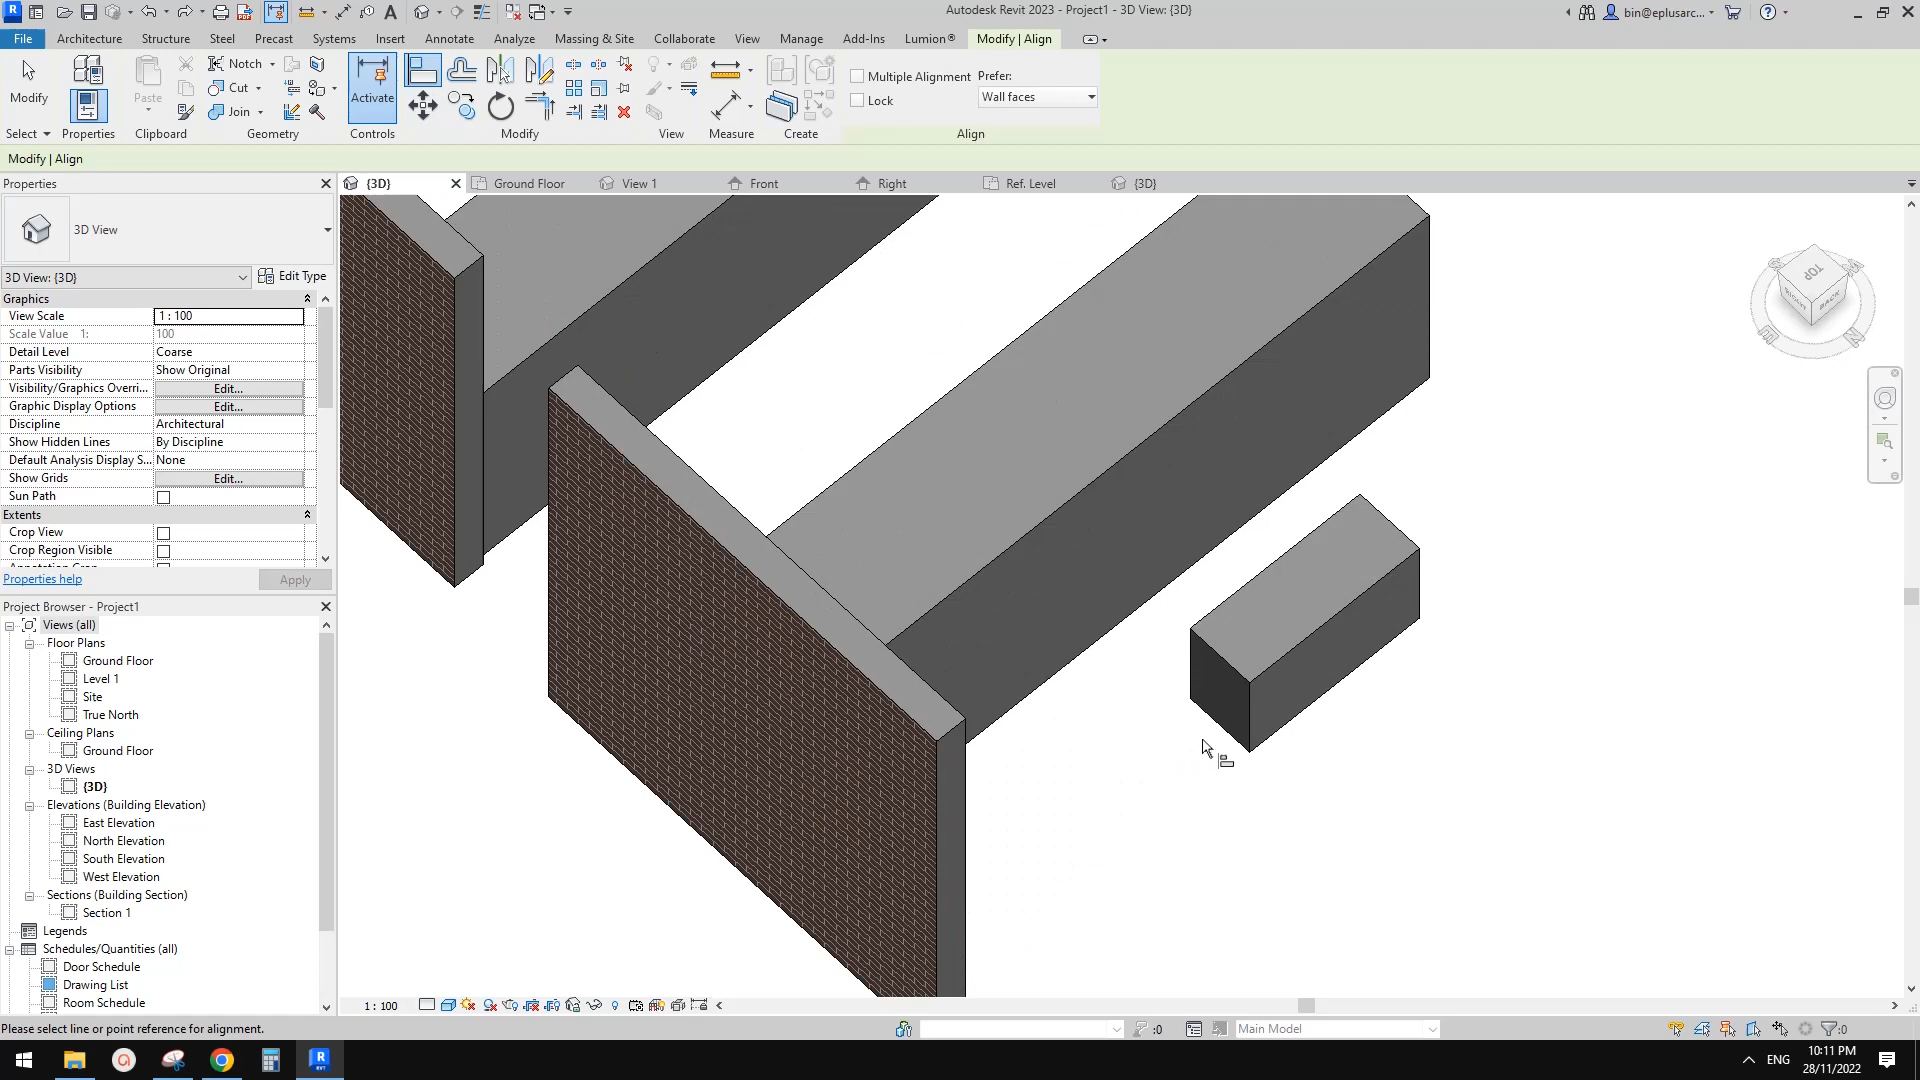 Autodesk Revit 2023 - Project1 - 3D View: {3D}
bin@eplusarc...
File Architecture Structure Steel Precast Systems Insert Annotate Analyze Massing & Site Collaborate View Manage Add-Ins Lumion® Modify | Align
Modify Paste Notch Cut Join Activate
Multiple Alignment Prefer:
Lock Wall faces
Select Properties Clipboard Geometry Controls Modify View Measure Create Align
Modify | Align
Properties
{3D} Ground Floor View 1 Front Right Ref. Level {3D}
3D View
3D View: {3D} Edit Type
Graphics
View Scale 1 : 100
Scale Value 1: 100
Detail Level Coarse
Parts Visibility Show Original
Visibility/Graphics Overri... Edit...
Graphic Display Options Edit...
Discipline Architectural
Show Hidden Lines By Discipline
Default Analysis Display S... None
Show Grids Edit...
Sun Path
Extents
Crop View
Crop Region Visible
Properties help Apply
Project Browser - Project1
Views (all)
Floor Plans
Ground Floor
Level 1
Site
True North
Ceiling Plans
Ground Floor
3D Views
{3D}
Elevations (Building Elevation)
East Elevation
North Elevation
South Elevation
West Elevation
Sections (Building Section)
Section 1
Legends
Schedules/Quantities (all)
Door Schedule
Drawing List
Room Schedule
TOP
RIGHT
BACK
E
N
1 : 100
Please select line or point reference for alignment.
:0
Main Model
:0
ENG
10:11 PM
28/11/2022